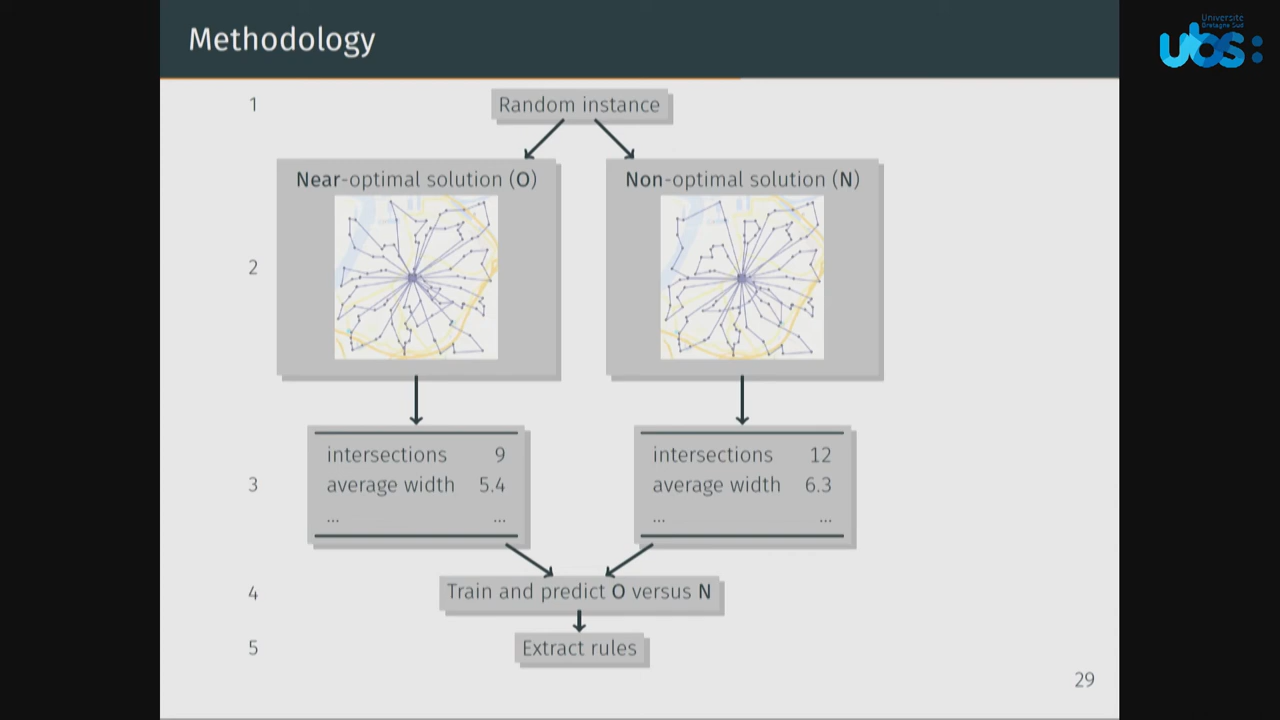 Methodology
Université
Bretagne Sud
ubs:
1
Random instance
Near-optimal solution (O)
Non-optimal solution (N)
2
intersections 9
average width 5.4
... ...
intersections 12
average width 6.3
... ...
3
4
Train and predict O versus N
5
Extract rules
29